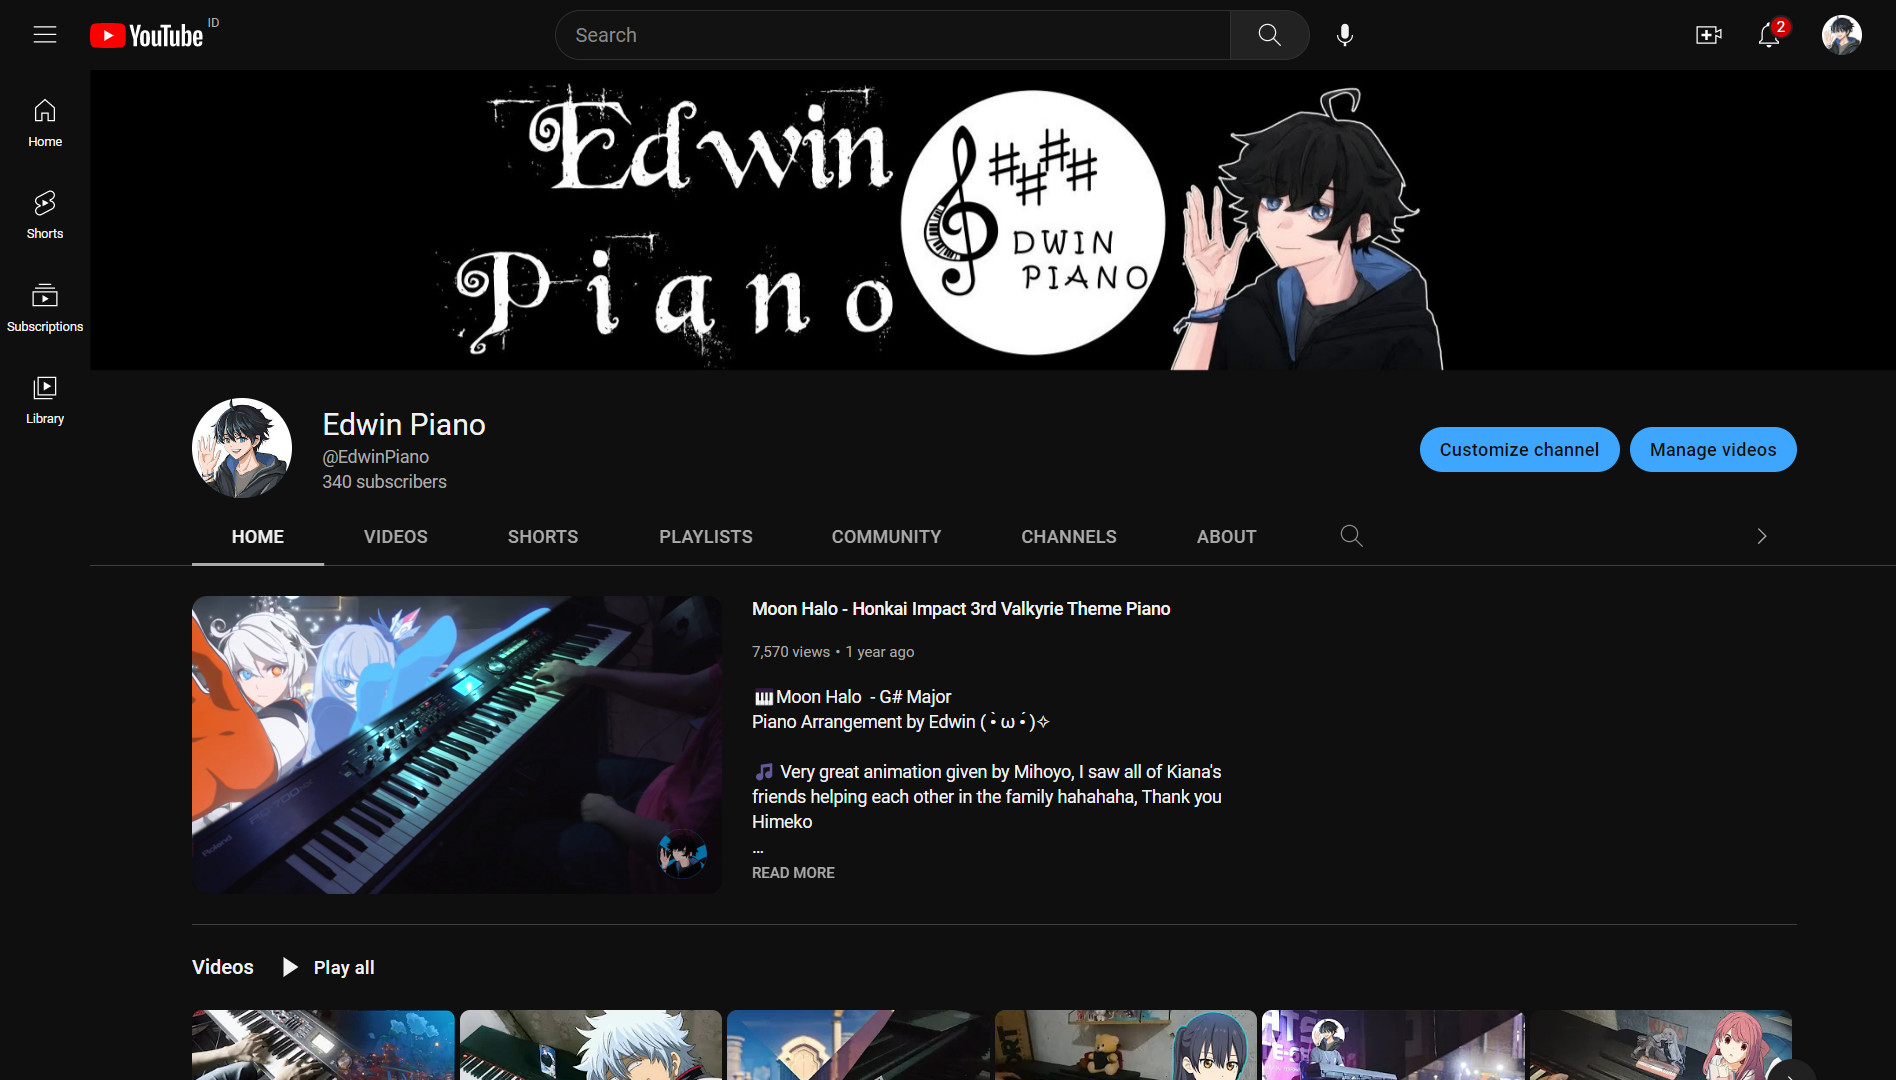 YouTube ID
Search
2
Home
Shorts
Subscriptions
Library
Edwin
Piano
DWIN
PIANO
Edwin Piano
@EdwinPiano
340 subscribers
Customize channel
Manage videos
HOME
VIDEOS
SHORTS
PLAYLISTS
COMMUNITY
CHANNELS
ABOUT
Roland
RD-700NX
Moon Halo - Honkai Impact 3rd Valkyrie Theme Piano
7,570 views • 1 year ago
🎹Moon Halo - G# Major
Piano Arrangement by Edwin ( •̀ ω •́ )✧
🎵 Very great animation given by Mihoyo, I saw all of Kiana's
friends helping each other in the family hahahaha, Thank you
Himeko
...
READ MORE
Videos
Play all